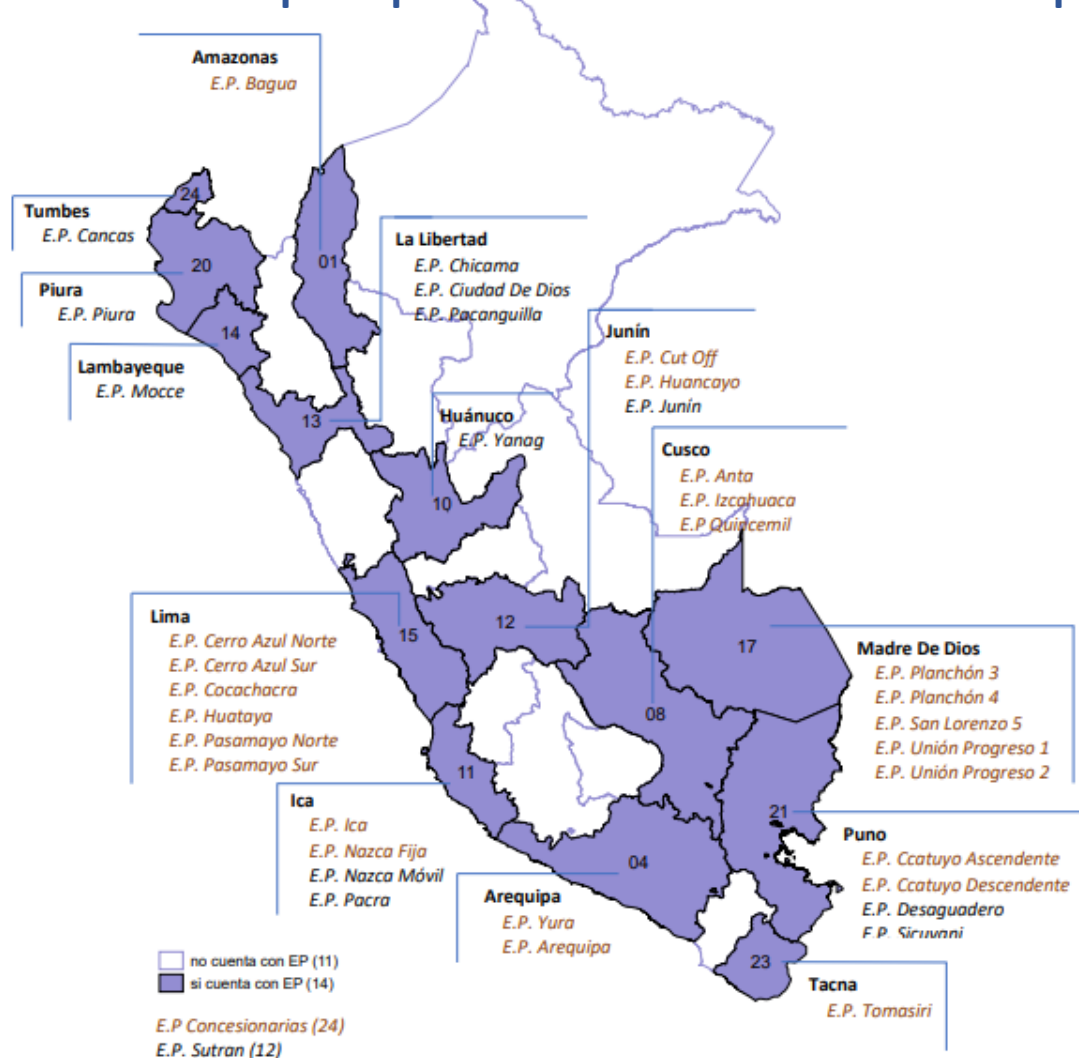 Amazonas
E.P. Bagua
Tumbes
E.P. Cancas
Piura
E.P. Piura
Lambayeque
E.P. Mocce
La Libertad
E.P. Chicama
E.P. Ciudad De Dios
E.P. Pacanguilla
Huánuco
E.P. Yanag
Junín
E.P. Cut Off
E.P. Huancayo
E.P. Junín
Cusco
E.P. Anta
E.P. Izcahuaca
E.P Quincemil
24
20
01
14
13
10
15
12
17
08
11
04
21
23
Lima
E.P. Cerro Azul Norte
E.P. Cerro Azul Sur
E.P. Cocachacra
E.P. Huataya
E.P. Pasamayo Norte
E.P. Pasamayo Sur
Madre De Dios
E.P. Planchón 3
E.P. Planchón 4
E.P. San Lorenzo 5
E.P. Unión Progreso 1
E.P. Unión Progreso 2
Ica
E.P. Ica
E.P. Nazca Fija
E.P. Nazca Móvil
E.P. Pacra
Arequipa
E.P. Yura
E.P. Arequipa
Puno
E.P. Ccatuyo Ascendente
E.P. Ccatuyo Descendente
E.P. Desaguadero
E.P. Sicuyani
Tacna
E.P. Tomasiri
no cuenta con EP (11)
si cuenta con EP (14)
E.P Concesionarias (24)
E.P. Sutran (12)